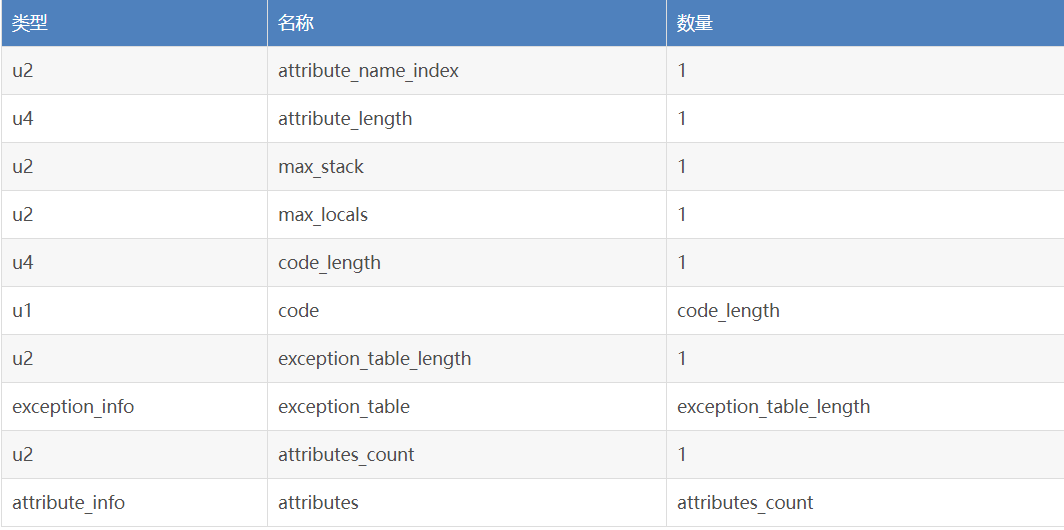 类型 名称 数量
u2 attribute_name_index 1
u4 attribute_length 1
u2 max_stack 1
u2 max_locals 1
u4 code_length 1
u1 code code_length
u2 exception_table_length 1
exception_info exception_table exception_table_length
u2 attributes_count 1
attribute_info attributes attributes_count